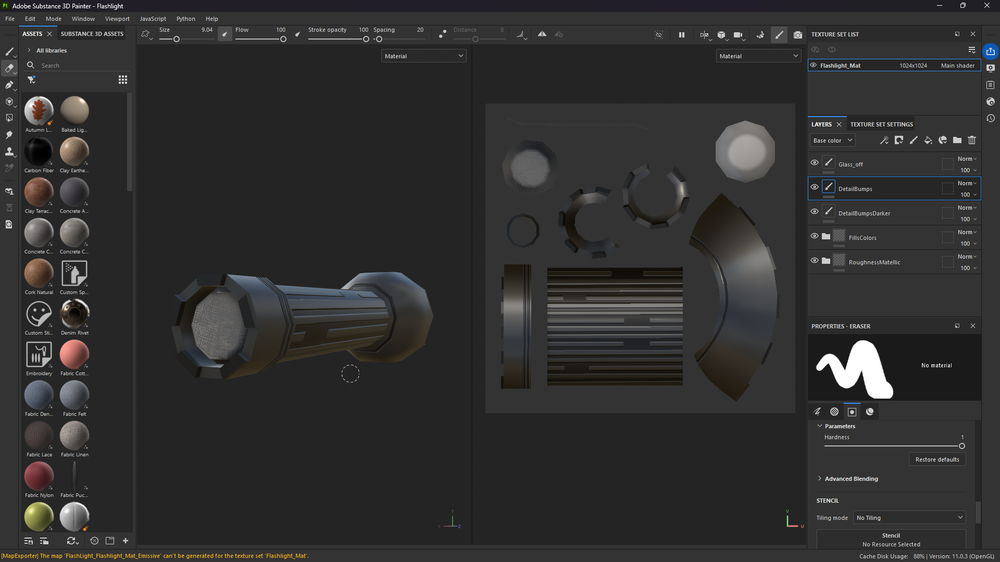 Pt Adobe Substance 3D Painter - Flashlight
File Edit Mode Window Viewport JavaScript Python Help
ASSETS
SUBSTANCE 3D ASSETS
All libraries
Search
Autumn L...
Baked Lig...
Carbon Fiber
Clay Earthe...
Clay Terrac...
Concrete A...
Concrete C...
Concrete C...
Cork Natural
Custom Sp...
Custom Sti...
Denim Rivet
Embroidery
Fabric Cott...
Fabric Den...
Fabric Felt
Fabric Lace
Fabric Linen
Fabric Nylon
Fabric Puc...
Size 9.04
Flow 100
Stroke opacity 100
Spacing 20
Distance 8
Material
Material
Y
X
Z
V
U
TEXTURE SET LIST
Flashlight_Mat 1024x1024 Main shader
LAYERS
TEXTURE SET SETTINGS
Base color
Glass_off
Norm
100
DetailBumps
Norm
100
DetailBumpsDarker
Norm
100
FillsColors
Norm
100
RoughnessMatellic
Norm
100
PROPERTIES - ERASER
No material
Parameters
Hardness 1
Restore defaults
Advanced Blending
STENCIL
Tiling mode No Tiling
Stencil
No Resource Selected
[MapExporter] The map 'FlashLight_Flashlight_Mat_Emissive' can't be generated for the texture set 'Flashlight_Mat'.
Cache Disk Usage: 88% | Version: 11.0.3 (OpenGL)